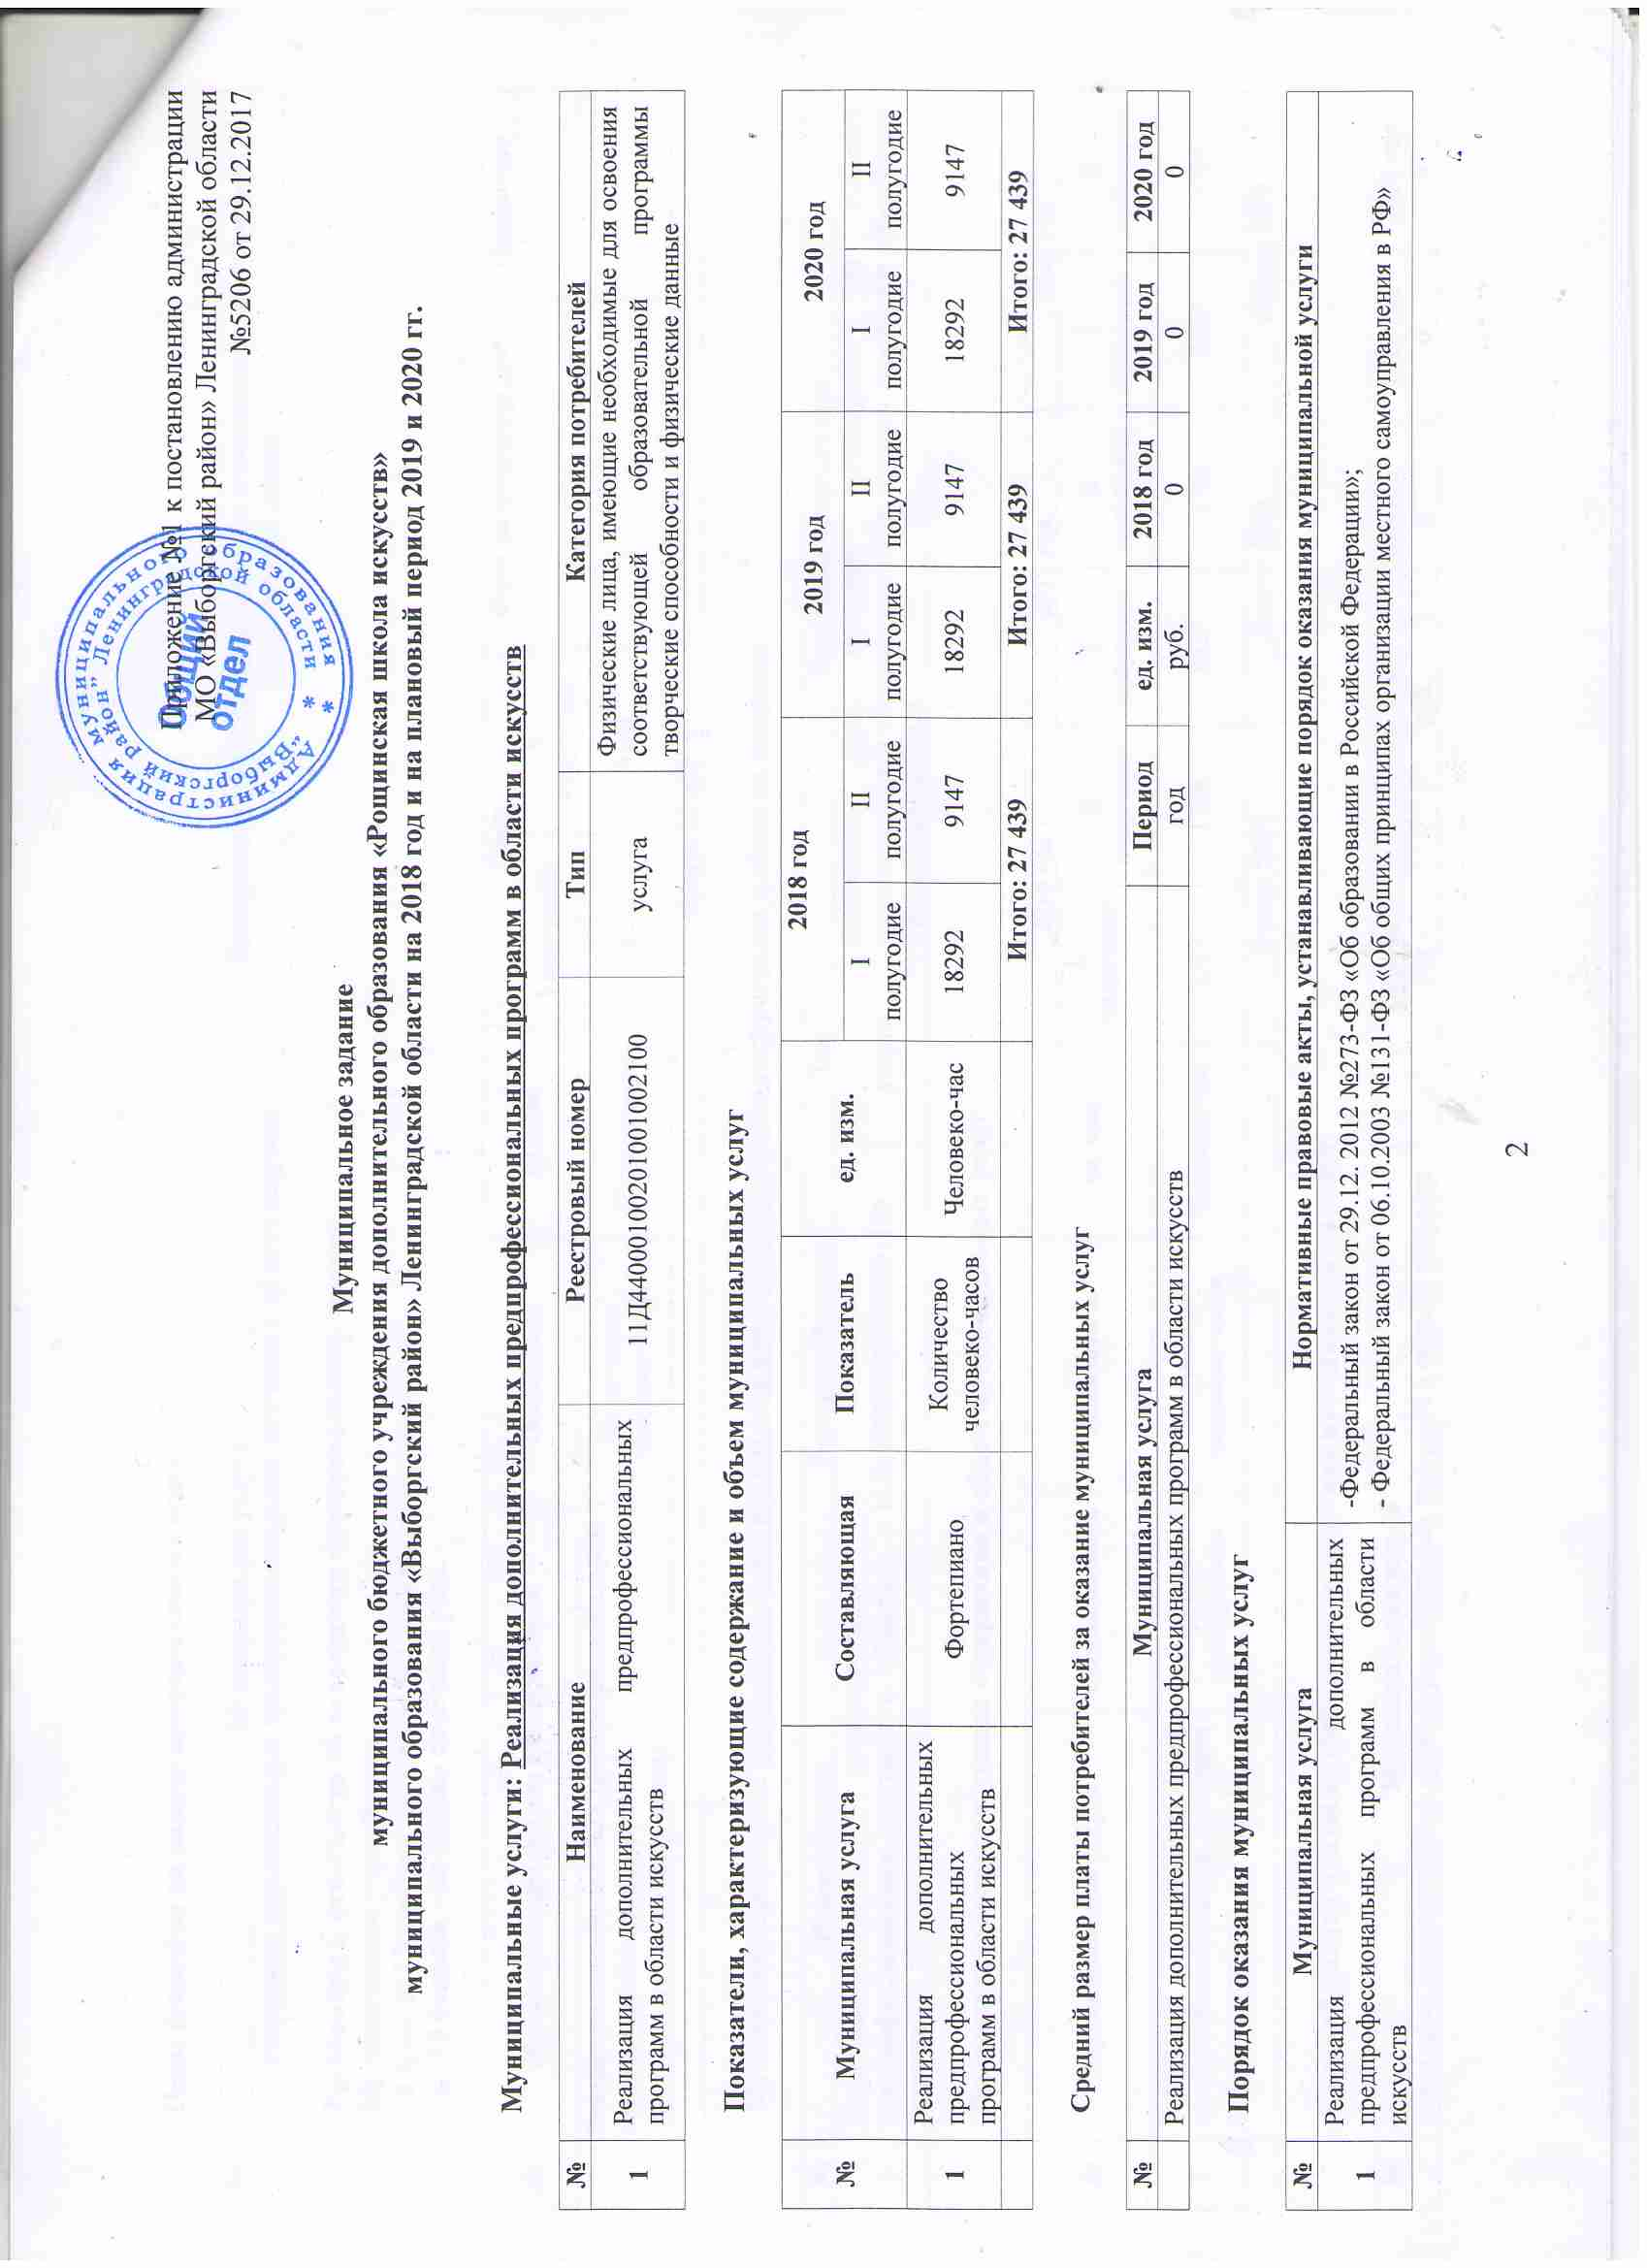 Приложение №1 к постановлению администрации
МО «Выборгский район» Ленинградской области
№5206 от 29.12.2017
Администрация муниципального образования
"Выборгский район" Ленинградской области
Общий
отдел
Муниципальное задание
муниципального бюджетного учреждения дополнительного образования «Рощинская школа искусств»
муниципального образования «Выборгский район» Ленинградской области на 2018 год и на плановый период 2019 и 2020 гг.
Муниципальные услуги: Реализация дополнительных предпрофессиональных программ в области искусств
№ Наименование Реестровый номер Тип Категория потребителей
1 Реализация дополнительных предпрофессиональных
программ в области искусств
11Д44000100201001002100
услуга
Физические лица, имеющие необходимые для освоения
соответствующей образовательной программы
творческие способности и физические данные
Показатели, характеризующие содержание и объем муниципальных услуг
№ Муниципальная услуга Составляющая Показатель ед. изм. 2018 год 2019 год 2020 год
I II I II I II
полугодие полугодие полугодие полугодие полугодие полугодие
1 Реализация дополнительных
предпрофессиональных
программ в области искусств
Фортепиано
Количество
человеко-часов
Человеко-час
18292 9147 18292 9147 18292 9147
Итого: 27 439 Итого: 27 439 Итого: 27 439
Средний размер платы потребителей за оказание муниципальных услуг
№ Муниципальная услуга Период ед. изм. 2018 год 2019 год 2020 год
Реализация дополнительных предпрофессиональных программ в области искусств год руб. 0 0 0
Порядок оказания муниципальных услуг
№ Муниципальная услуга Нормативные правовые акты, устанавливающие порядок оказания муниципальной услуги
1 Реализация дополнительных
предпрофессиональных программ в области
искусств
-Федеральный закон от 29.12. 2012 №273-ФЗ «Об образовании в Российской Федерации»;
- Федеральный закон от 06.10.2003 №131-ФЗ «Об общих принципах организации местного самоуправления в РФ»
2